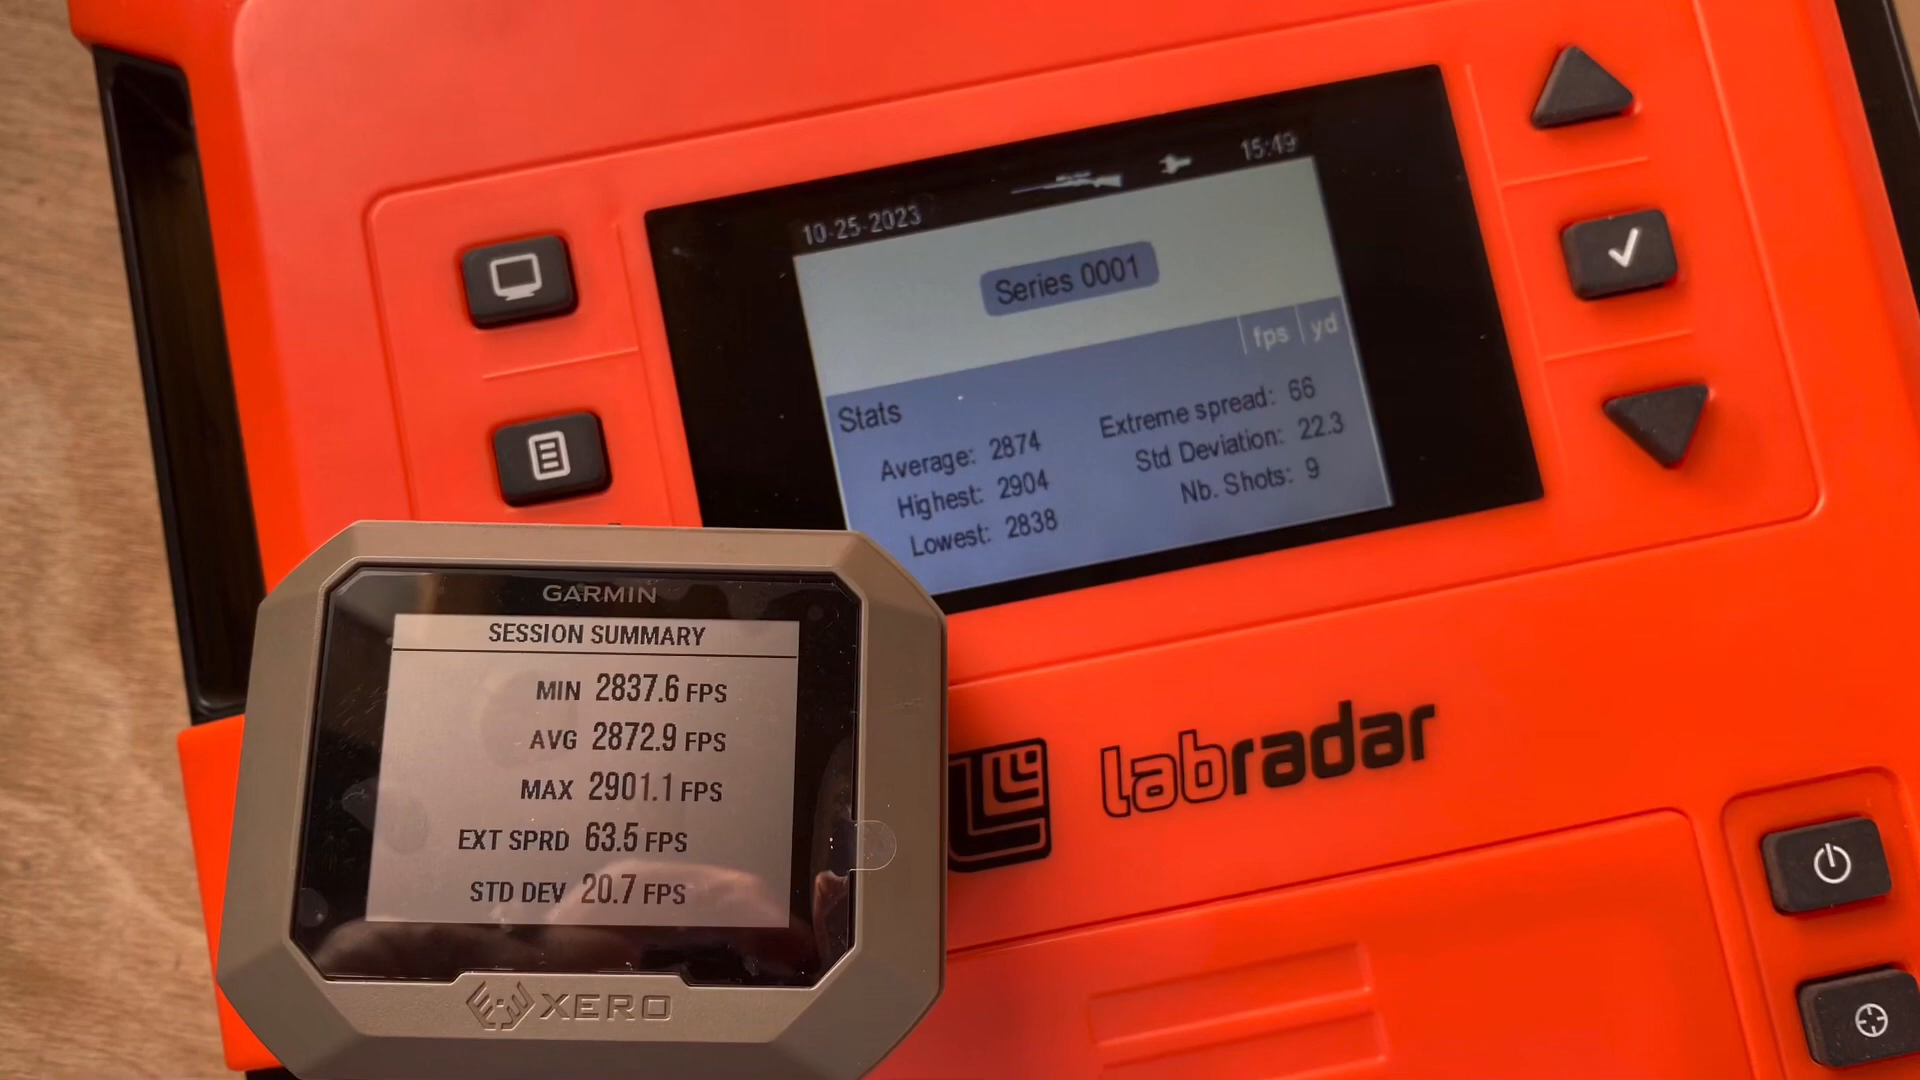 10-25-2023
15:49
Series 0001
fps yd
Stats
Average: 2874
Highest: 2904
Lowest: 2838
Extreme spread: 66
Std Deviation: 22.3
Nb. Shots: 9
labradar
GARMIN
SESSION SUMMARY
MIN 2837.6 FPS
AVG 2872.9 FPS
MAX 2901.1 FPS
EXT SPRD 63.5 FPS
STD DEV 20.7 FPS
XERO